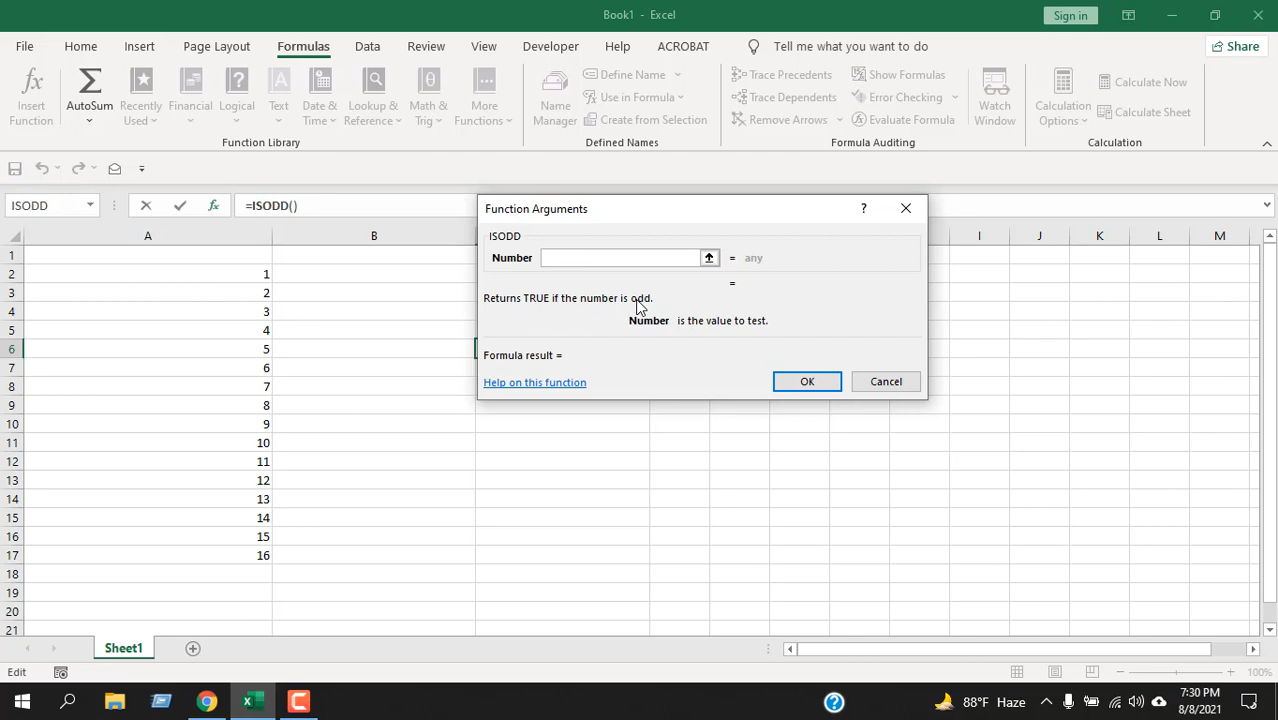 Book1 - Excel
Sign in
File Home Insert Page Layout Formulas Data Review View Developer Help ACROBAT Tell me what you want to do Share
Insert Function
AutoSum
Recently Used
Financial
Logical
Text
Date & Time
Lookup & Reference
Math & Trig
More Functions
Function Library
Name Manager
Define Name
Use in Formula
Create from Selection
Defined Names
Trace Precedents
Trace Dependents
Remove Arrows
Show Formulas
Error Checking
Evaluate Formula
Formula Auditing
Watch Window
Calculation Options
Calculate Now
Calculate Sheet
Calculation
ISODD fx =ISODD()
Function Arguments ?
ISODD
Number = any
=
Returns TRUE if the number is odd.
Number is the value to test.
Formula result =
Help on this function OK Cancel
A B I J K L M
1
2 1
3 2
4 3
5 4
6 5
7 6
8 7
9 8
10 9
11 10
12 11
13 12
14 13
15 14
16 15
17 16
18
19
20
21
Sheet1
Edit 100%
88°F Haze 7:30 PM
8/8/2021